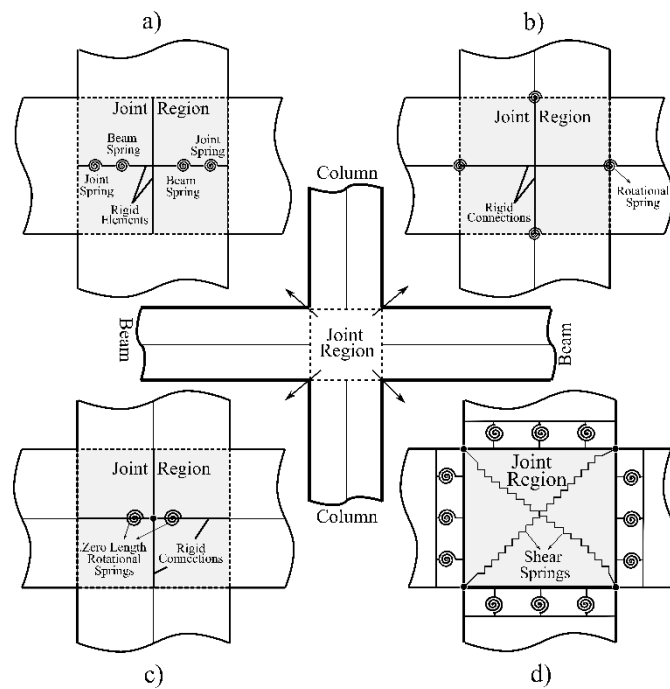 a)
Joint Region
Beam
Spring
Joint
Spring
Joint
Spring
Rigid
Elements
Beam
Spring
b)
Joint Region
Rigid
Connections
Rotational
Spring
Column
Beam
Joint
Region
Beam
Column
Joint Region
Zero Length
Rotational
Springs
Rigid
Connections
c)
Joint
Region
Shear
Springs
d)